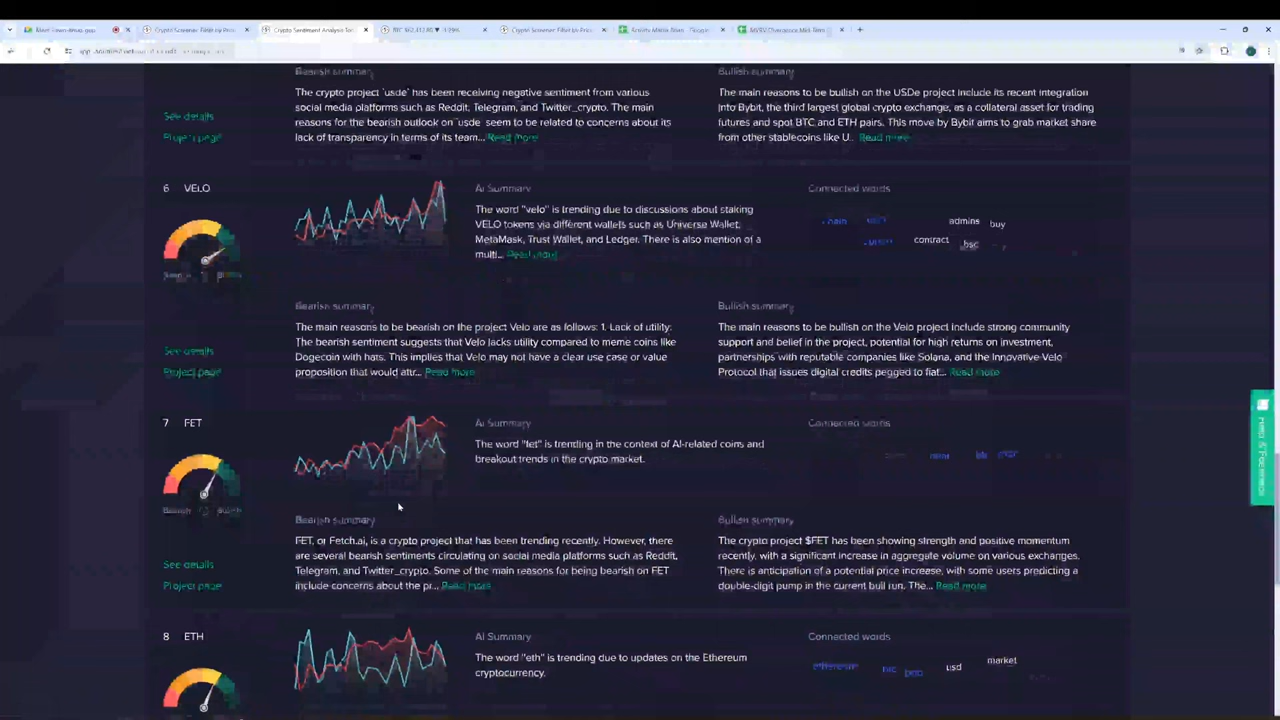 Crypto Sentiment Analysis
Bearish summary
Bullish summary
The crypto project 'usde' has been receiving negative sentiment from various
social media platforms such as Reddit, Telegram, and Twitter_crypto. The main
reasons for the bearish outlook on 'usde' seem to be related to concerns about its
lack of transparency in terms of its team... Read more
The main reasons to be bullish on the USDe project include its recent integration
into Bybit, the third largest global crypto exchange, as a collateral asset for trading
futures and spot BTC and ETH pairs. This move by Bybit aims to grab market share
from other stablecoins like U... Read more
See details
Project page
6 VELO
AI Summary
The word "velo" is trending due to discussions about staking
VELO tokens via different wallets such as Universe Wallet,
MetaMask, Trust Wallet, and Ledger. There is also mention of a
multi... Read more
Connected words
chain
admins
buy
contract
bsc
Bearish summary
The main reasons to be bearish on the project Velo are as follows: 1. Lack of utility:
The bearish sentiment suggests that Velo lacks utility compared to meme coins like
Dogecoin with hats. This implies that Velo may not have a clear use case or value
proposition that would attr... Read more
Bullish summary
The main reasons to be bullish on the Velo project include strong community
support and belief in the project, potential for high returns on investment,
partnerships with reputable companies like Solana, and the innovative Velo
Protocol that issues digital credits pegged to fiat... Read more
See details
Project page
7 FET
AI Summary
The word "fet" is trending in the context of AI-related coins and
breakout trends in the crypto market.
Connected words
Bearish summary
FET, or Fetch.ai, is a crypto project that has been trending recently. However, there
are several bearish sentiments circulating on social media platforms such as Reddit,
Telegram, and Twitter_crypto. Some of the main reasons for being bearish on FET
include concerns about the pr... Read more
Bullish summary
The crypto project $FET has been showing strength and positive momentum
recently, with a significant increase in aggregate volume on various exchanges.
There is anticipation of a potential price increase, with some users predicting a
double-digit pump in the current bull run. The... Read more
See details
Project page
8 ETH
AI Summary
The word "eth" is trending due to updates on the Ethereum
cryptocurrency.
Connected words
ethereum
btc
usd
market